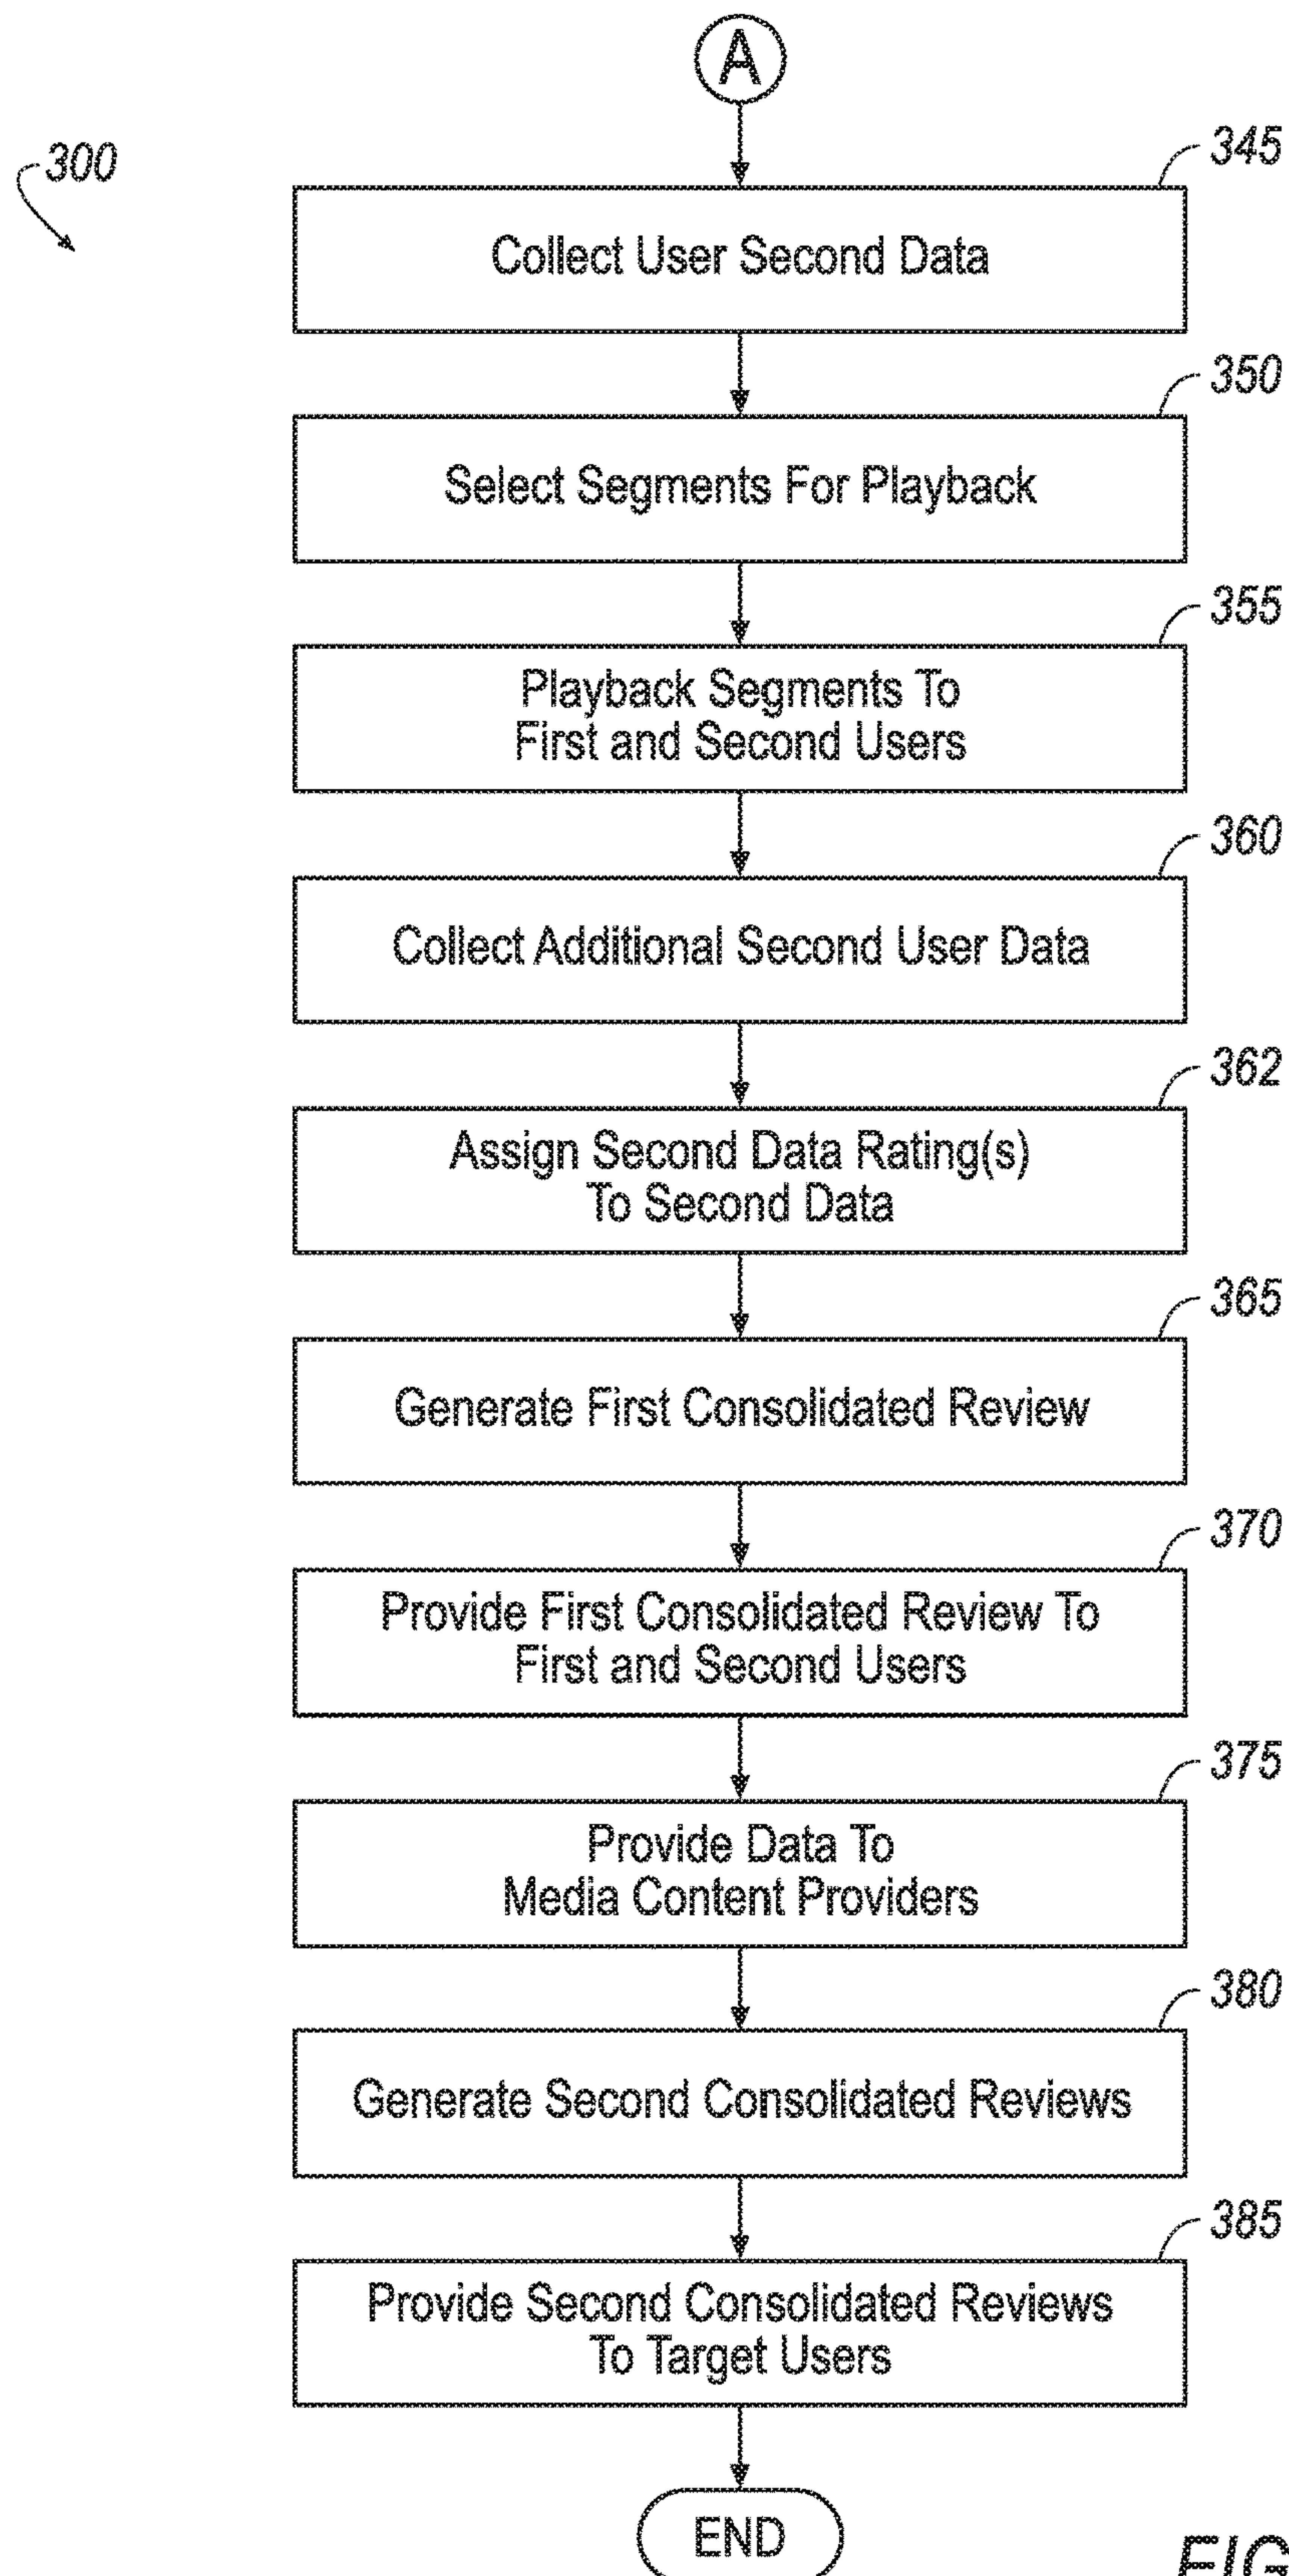 A
300
345
Collect User Second Data
350
Select Segments For Playback
355
Playback Segments To
First and Second Users
360
Collect Additional Second User Data
362
Assign Second Data Rating(s)
To Second Data
365
Generate First Consolidated Review
370
Provide First Consolidated Review To
First and Second Users
375
Provide Data To
Media Content Providers
380
Generate Second Consolidated Reviews
385
Provide Second Consolidated Reviews
To Target Users
END
FIG